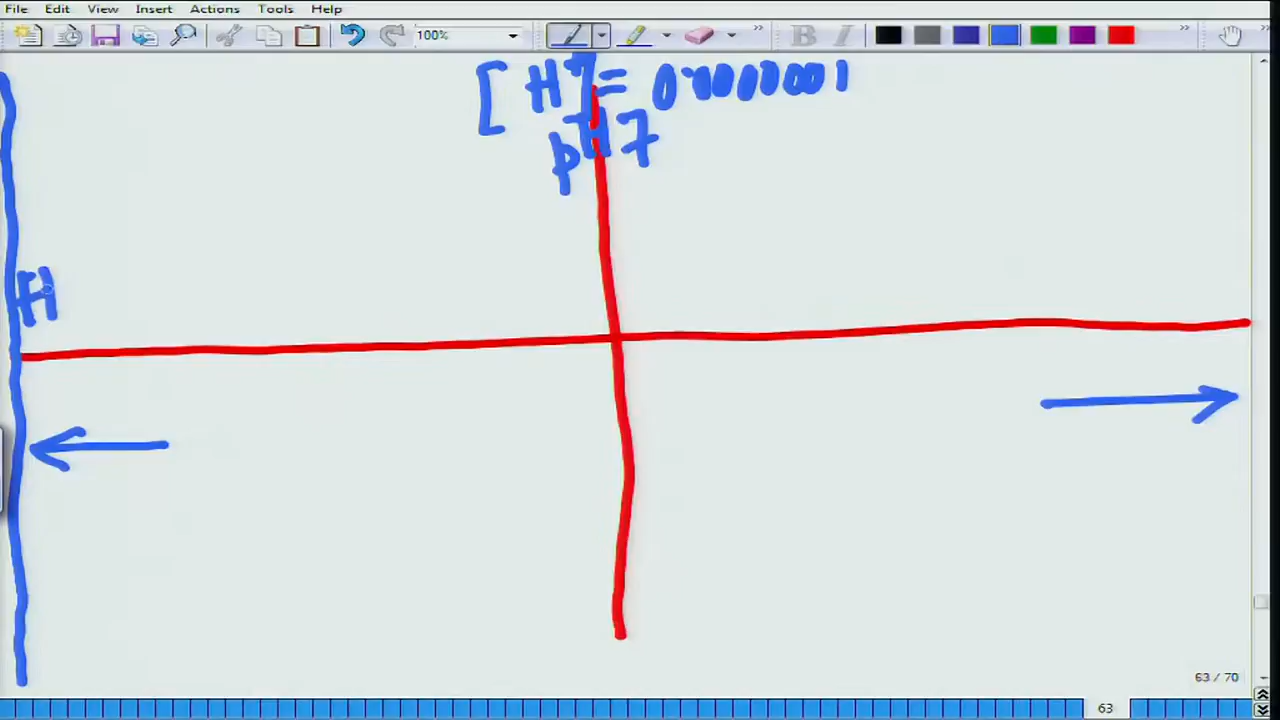 File Edit View Insert Actions Tools Help
100% B I
[H]= 0.0000001
pH 7
H
63 / 70
63